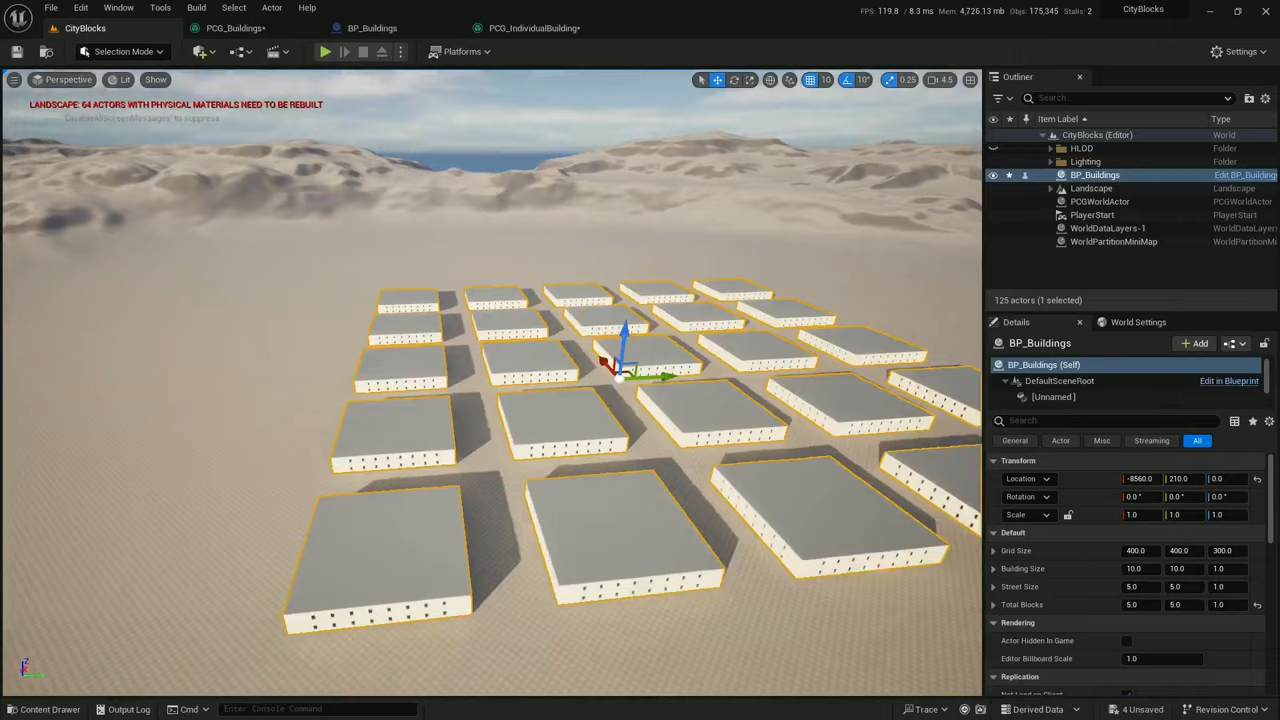 File Edit Window Tools Build Select Actor Help
FPS: 119.8 / 8.3 ms Mem: 4,726.13 mb Objs: 175,345 Stalls: 2 CityBlocks
CityBlocks PCG_Buildings* BP_Buildings PCG_IndividualBuilding*
Selection Mode Platforms Settings
Perspective Lit Show 10 10° 0.25 4.5
LANDSCAPE: 64 ACTORS WITH PHYSICAL MATERIALS NEED TO BE REBUILT
'DisableAllScreenMessages' to suppress
Outliner
Search...
Item Label Type
CityBlocks (Editor) World
HLOD Folder
Lighting Folder
BP_Buildings Edit BP_Buildings
Landscape Landscape
PCGWorldActor PCGWorldActor
PlayerStart PlayerStart
WorldDataLayers-1 WorldDataLayer
WorldPartitionMiniMap WorldPartitionMi
125 actors (1 selected)
Details World Settings
BP_Buildings Add
BP_Buildings (Self)
DefaultSceneRoot Edit in Blueprint
[Unnamed ]
Search
General Actor Misc Streaming All
Transform
Location -8560.0 210.0 0.0
Rotation 0.0 ° 0.0 ° 0.0 °
Scale 1.0 1.0 1.0
Default
Grid Size 400.0 400.0 300.0
Building Size 10.0 10.0 1.0
Street Size 5.0 5.0 1.0
Total Blocks 5.0 5.0 1.0
Rendering
Actor Hidden In Game
Editor Billboard Scale 1.0
Replication
Net Load on Client
Content Drawer Output Log Cmd Enter Console Command Trace Derived Data 4 Unsaved Revision Control